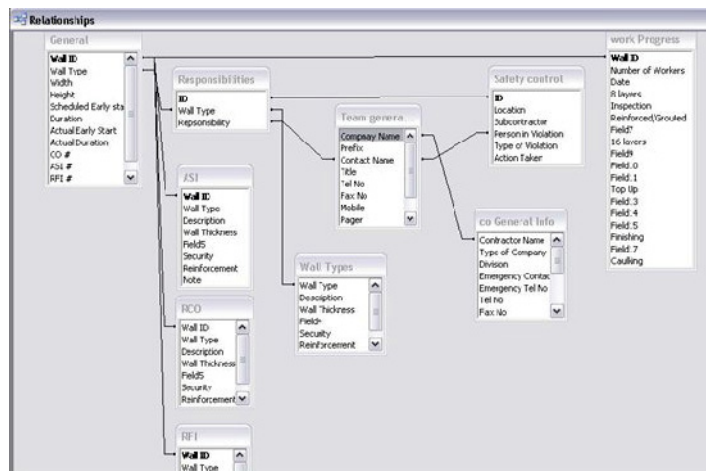 Relationships
General
Wall ID
Wall Type
Width
Height
Scheduled Early sta
Duration
Actual Early Start
Actual Duration
CO #
ASI #
RFI #
Responsibilities
ID
Wall Type
Repsonsibility
ASI
Wall ID
Wall Type
Description
Wall Thickness
Field5
Security
Reinforcement
Note
RCO
Wall ID
Wall Type
Description
Wall Thickness
Field5
Security
Reinforcement
RFI
Wall ID
Wall Type
Team genera
Company Name
Prefix
Contact Name
Title
Tel No
Fax No
Mobile
Pager
Wall Types
Wall Type
Description
Wall Thickness
Security
Reinforcement
Safety control
ID
Location
Subcontractor
Person in Violation
Type of Violation
Action Taker
co General Info
Contractor Name
Type of Company
Division
Emergency Contac
Emergency Tel No
Tel No
Fax No
work Progress
Wall ID
Number of Workers
Date
8 layers
Inspection
Reinforced/Grouted
Field7
16 layers
Field9
Top Up
Finishing
Caulking